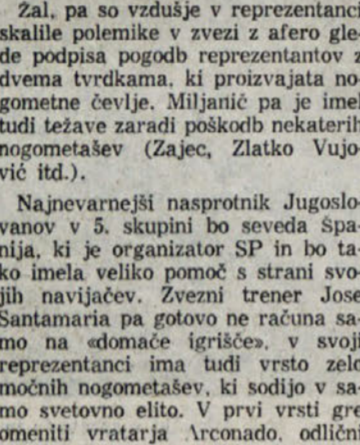 Žal, pa so vzdušje v reprezentanci
skalile polemike v zvezi z afero gle-
de podpisa pogodb reprezentantov z
dvema tvrdkama, ki proizvajata no-
gometne čevlje. Miljanič pa je imel
tudi težave zaradi poškodb nekaterih
nogometašev (Zajec, Zlatko Vujo-
vić itd.).
Najnevarnejši nasprotnik Jugoslo-
vanov v 5. skupini bo seveda Špa-
nija, ki je organizator SP in bo ta-
ko imela veliko pomoč s strani svo-
jih navijačev. Zvezni trener Jose
Santamaria pa gotovo ne računa sa-
mo na «domače igrišče», v svoji
reprezentanci ima tudi vrsto zelo
močnih nogometašev, ki sodijo v sa-
mo svetovno elito. V prvi vrsti gre
omeniti vratarja Arconado, odličn